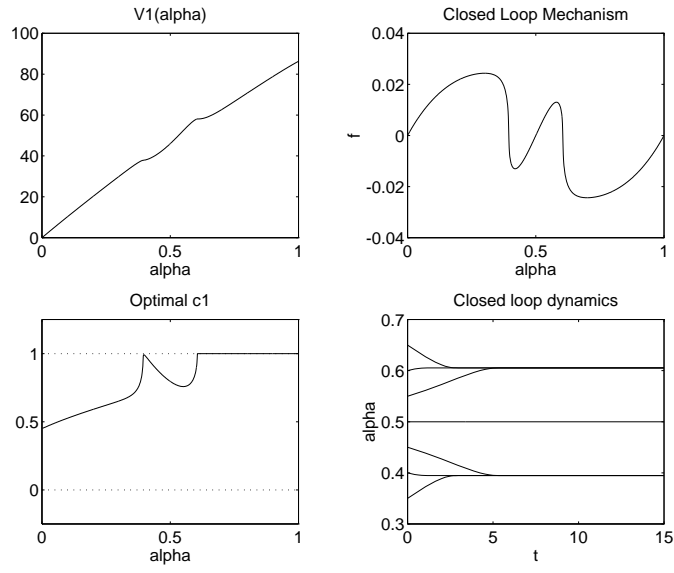 V1(alpha)
100
80
60
40
20
0
0 0.5 1
alpha
Closed Loop Mechanism
0.04
0.02
0
-0.02
-0.04
f
0 0.5 1
alpha
Optimal c1
1
0.5
0
0 0.5 1
alpha
Closed loop dynamics
0.7
0.6
0.5
0.4
0.3
alpha
0 5 10 15
t